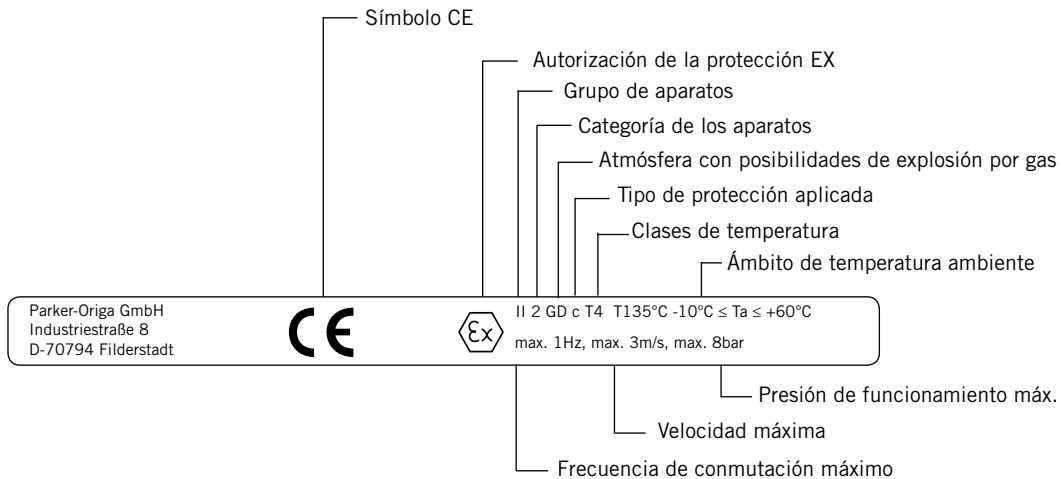 Símbolo CE
Autorización de la protección EX
Grupo de aparatos
Categoría de los aparatos
Atmósfera con posibilidades de explosión por gas
Tipo de protección aplicada
Clases de temperatura
Ámbito de temperatura ambiente
Parker-Origa GmbH
Industriestraße 8
D-70794 Filderstadt
CE
Ex
II 2 GD c T4 T135°C -10°C ≤ Ta ≤ +60°C
max. 1Hz, max. 3m/s, max. 8bar
Presión de funcionamiento máx.
Velocidad máxima
Frecuencia de conmutación máximo